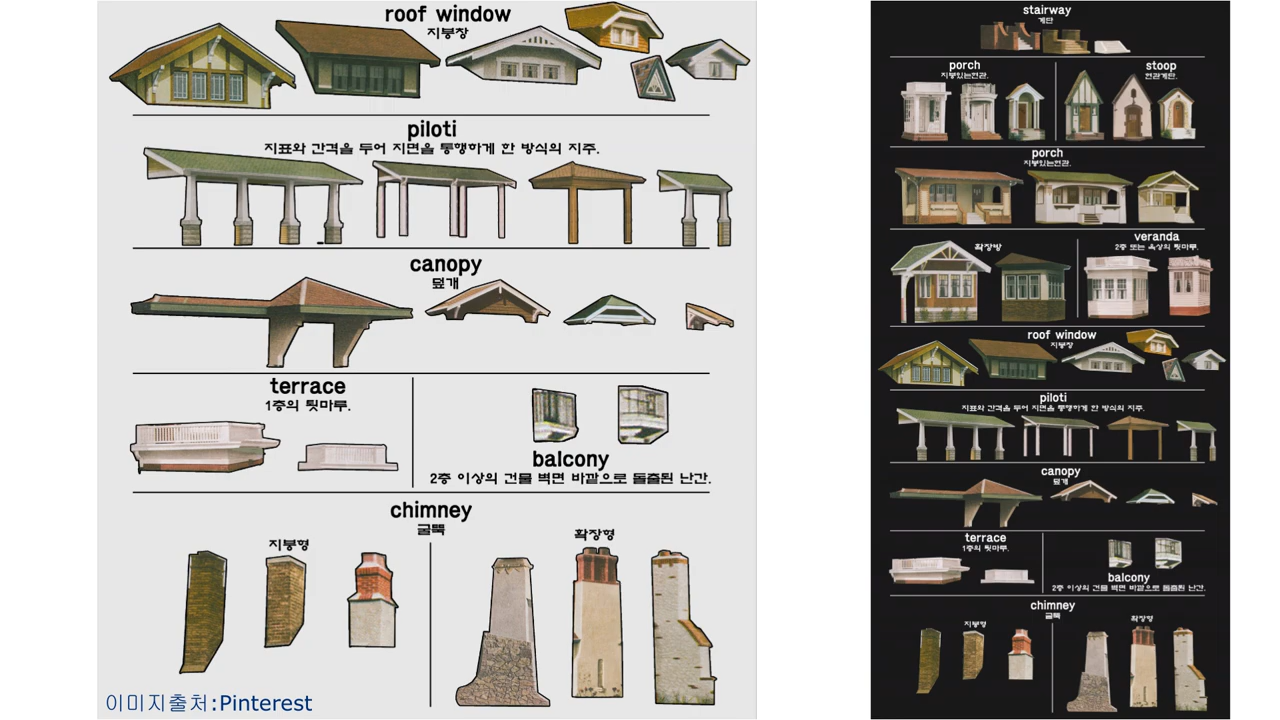 roof window
지붕창
piloti
지표와 간격을 두어 지면을 통행하게 한 방식의 지주.
canopy
덮개
terrace
1층의 툇마루.
balcony
2층 이상의 건물 벽면 바깥으로 돌출된 난간.
chimney
굴뚝
지붕형
확장형
이미지출처:Pinterest
stairway
계단
porch
지붕있는현관.
stoop
현관계단.
porch
지붕있는현관.
확장방
veranda
2층 또는 옥상의 툇마루.
roof window
지붕창
piloti
지표와 간격을 두어 지면을 통행하게 한 방식의 지주.
canopy
덮개
terrace
1층의 툇마루.
balcony
2층 이상의 건물 벽면 바깥으로 돌출된 난간.
chimney
굴뚝
지붕형
확장형